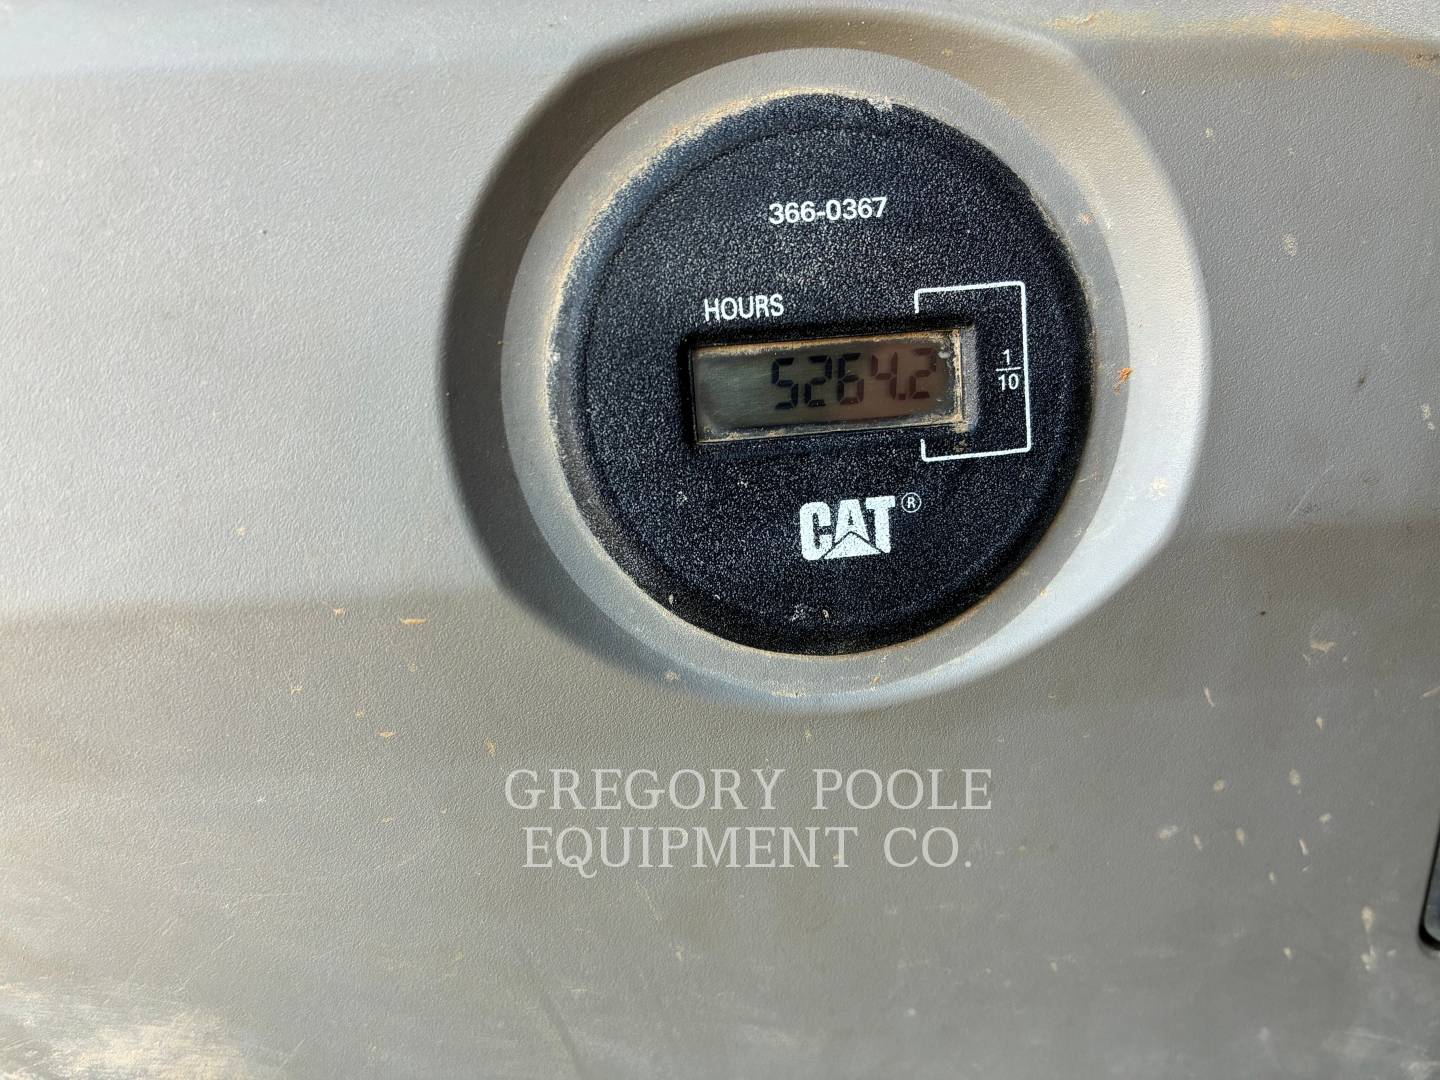 366-0367
HOURS
5264.2
1
10
CAT®
GREGORY POOLE
EQUIPMENT CO.